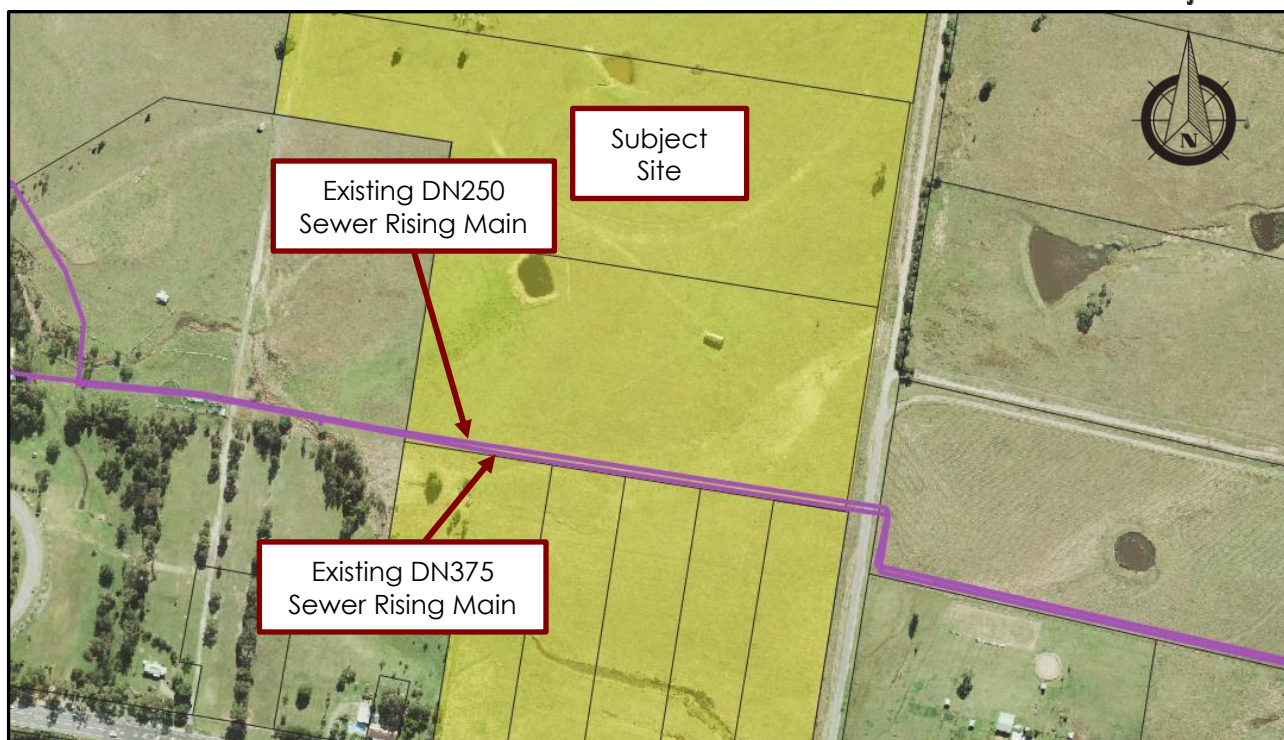 Subject
Site
Existing DN250
Sewer Rising Main
Existing DN375
Sewer Rising Main
N